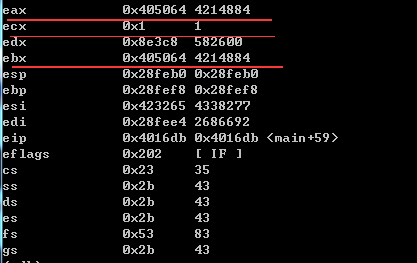 eax 0x405064 4214884
ecx 0x1 1
edx 0x8e3c8 582600
ebx 0x405064 4214884
esp 0x28feb0 0x28feb0
ebp 0x28fef8 0x28fef8
esi 0x423265 4338277
edi 0x28fee4 2686692
eip 0x4016db 0x4016db <main+59>
eflags 0x202 [ IF ]
cs 0x23 35
ss 0x2b 43
ds 0x2b 43
es 0x2b 43
fs 0x53 83
gs 0x2b 43